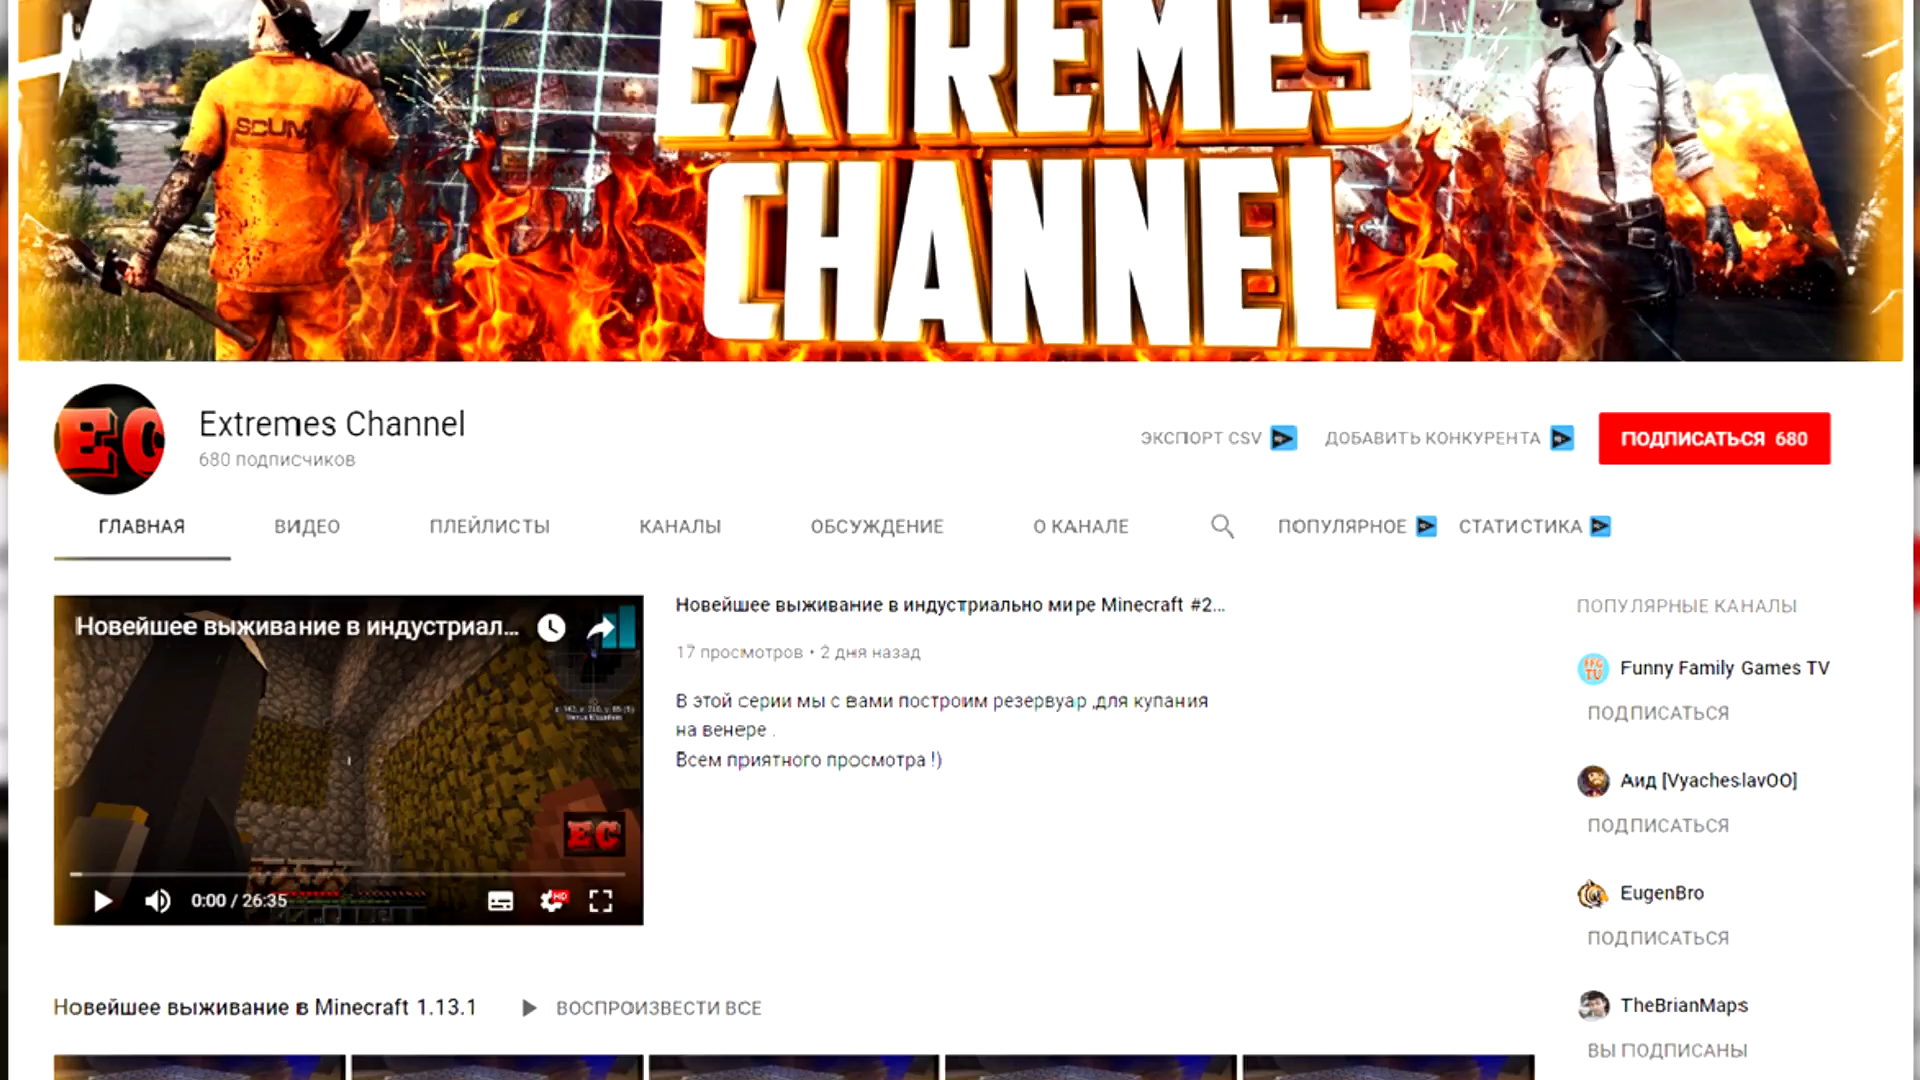 EXTREMES
CHANNEL
SCUM
EC
Extremes Channel
680 подписчиков
ЭКСПОРТ CSV
ДОБАВИТЬ КОНКУРЕНТА
ПОДПИСАТЬСЯ 680
ГЛАВНАЯ
ВИДЕО
ПЛЕЙЛИСТЫ
КАНАЛЫ
ОБСУЖДЕНИЕ
О КАНАЛЕ
ПОПУЛЯРНОЕ
СТАТИСТИКА
Новейшее выживание в индустриал...
EC
0:00 / 26:35
HD
Новейшее выживание в индустриально мире Minecraft #2...
17 просмотров • 2 дня назад
В этой серии мы с вами построим резервуар ,для купания
на венере .
Всем приятного просмотра !)
ПОПУЛЯРНЫЕ КАНАЛЫ
FFG
TV
Funny Family Games TV
ПОДПИСАТЬСЯ
Аид [VyacheslavOO]
ПОДПИСАТЬСЯ
EugenBro
ПОДПИСАТЬСЯ
TheBrianMaps
ВЫ ПОДПИСАНЫ
Новейшее выживание в Minecraft 1.13.1
ВОСПРОИЗВЕСТИ ВСЕ